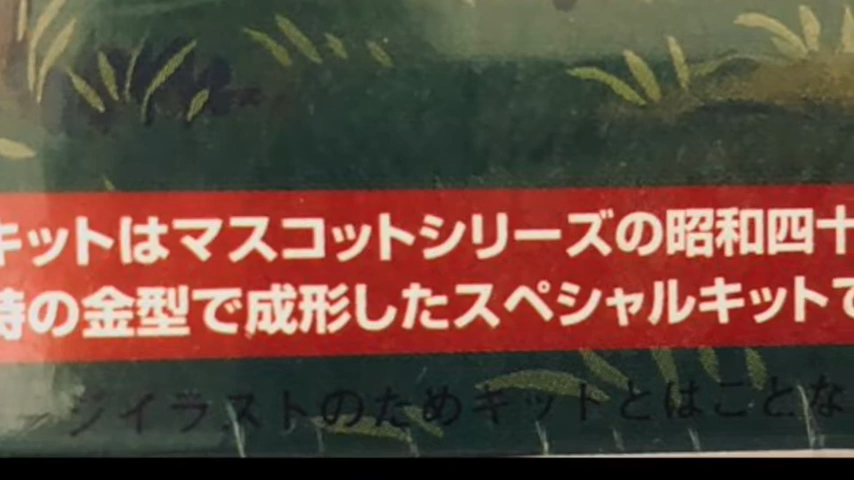 キットはマスコットシリーズの昭和四十
時の金型で成形したスペシャルキットで
ージイラストのためキットとはことな